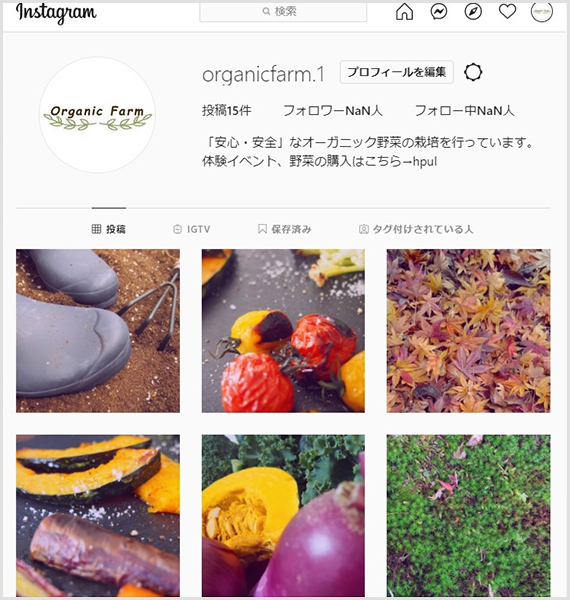 Instagram
検索
Organic Farm
organicfarm.1
プロフィールを編集
投稿15件 フォロワーNaN人 フォロー中NaN人
「安心・安全」なオーガニック野菜の栽培を行っています。
体験イベント、野菜の購入はこちら→hpul
投稿 IGTV 保存済み タグ付けされている人